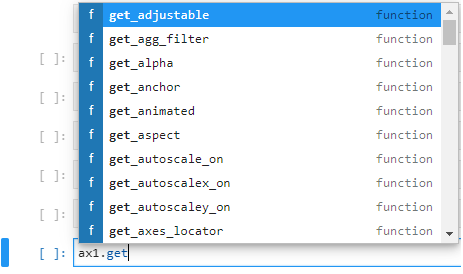 f get_adjustable function
f get_agg_filter function
[ ]: f get_alpha function
f get_anchor function
[ ]: f get_animated function
[ ]: f get_aspect function
f get_autoscale_on function
[ ]: f get_autoscalex_on function
[ ]: f get_autoscaley_on function
f get_axes_locator function
[ ]: ax1.get